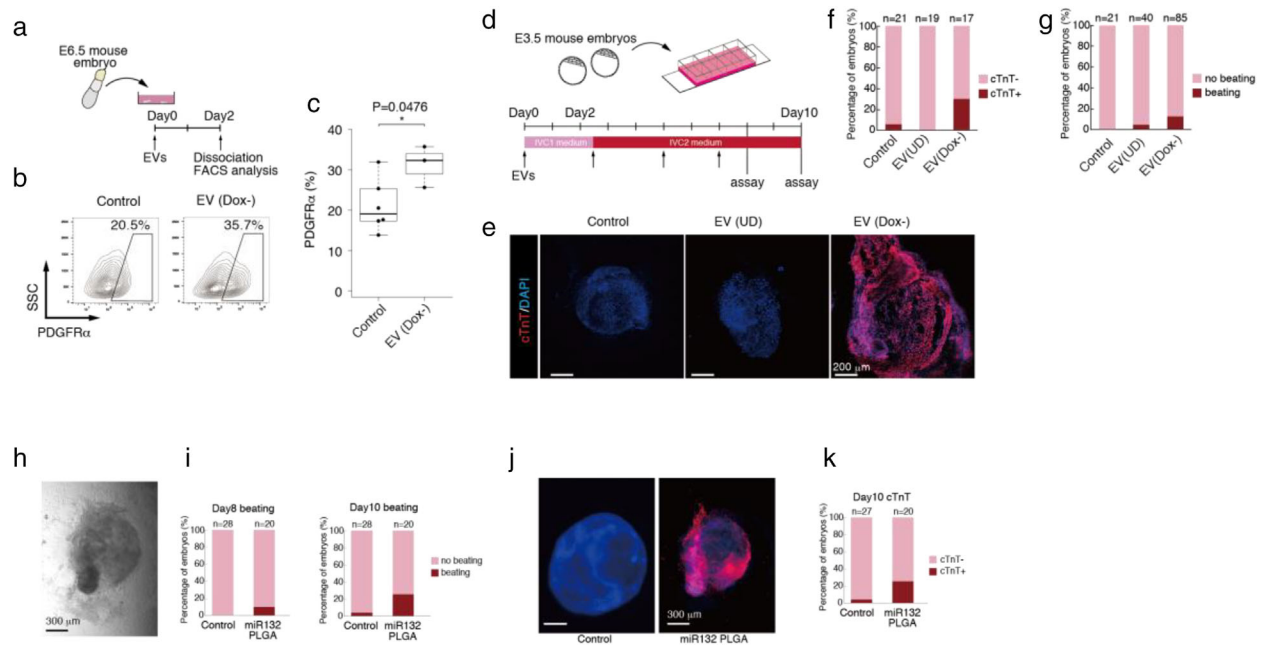 a
E6.5 mouse
embryo
Day0
Day2
EVs
Dissociation
FACS analysis
b
Control
EV (Dox-)
20.5%
35.7%
SSC
PDGFRα
c
P=0.0476
*
PDGFRα (%)
40
30
20
10
0
Control
EV (Dox-)
d
E3.5 mouse embryos
Day0
Day2
Day10
IVC1 medium
IVC2 medium
EVs
assay
assay
e
Control
EV (UD)
EV (Dox-)
cTnT/DAPI
200 μm
f
n=21
n=19
n=17
Percentage of embryos (%)
100
80
60
40
20
0
cTnT-
cTnT+
Control
EV(UD)
EV(Dox-)
g
n=21
n=40
n=85
Percentage of embryos (%)
100
80
60
40
20
0
no beating
beating
Control
EV(UD)
EV(Dox-)
h
300 μm
i
Day8 beating
n=28
n=20
Percentage of embryos (%)
100
80
60
40
20
0
Control
miR132
PLGA
Day10 beating
n=28
n=20
Percentage of embryos (%)
100
80
60
40
20
0
no beating
beating
Control
miR132
PLGA
j
300 μm
Control
miR132 PLGA
k
Day10 cTnT
n=27
n=20
Percentage of embryos (%)
100
80
60
40
20
0
cTnT-
cTnT+
Control
miR132
PLGA